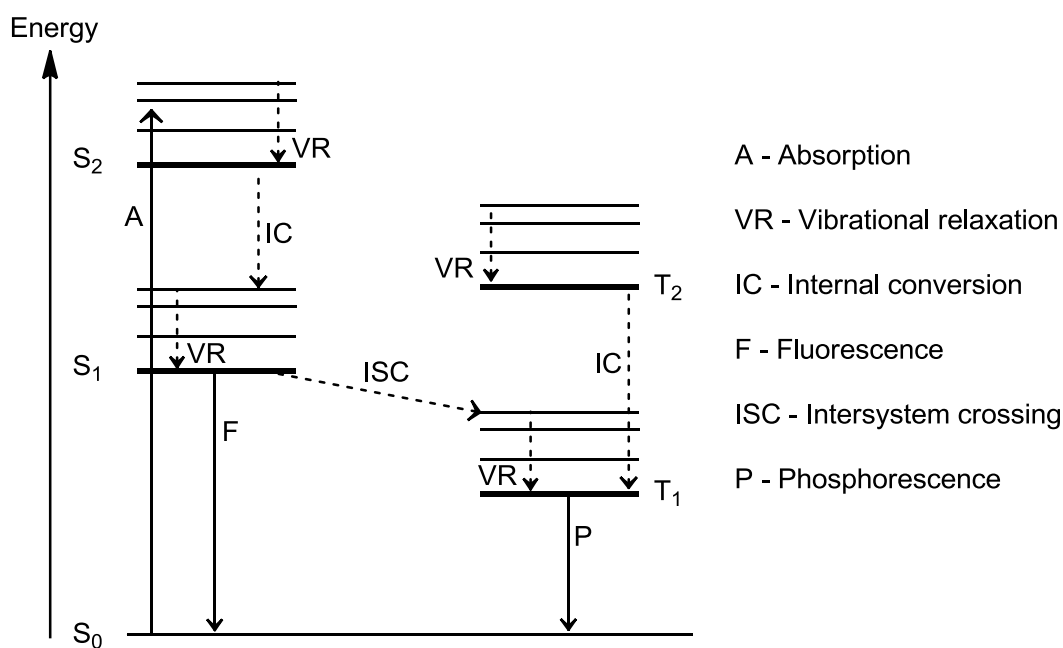 Energy
S2
VR
A
IC
VR
S1
ISC
F
VR
T2
IC
VR
T1
P
S0
A - Absorption
VR - Vibrational relaxation
IC - Internal conversion
F - Fluorescence
ISC - Intersystem crossing
P - Phosphorescence